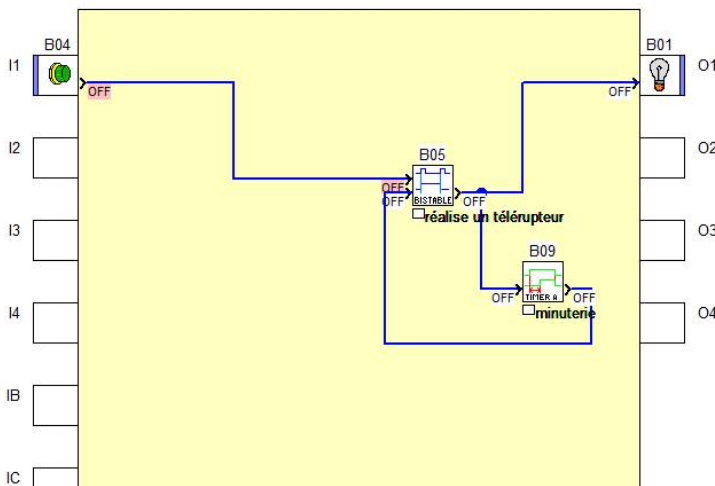 B04
B01
I1
O1
OFF
OFF
I2
O2
B05
OFF
OFF
BISTABLE
OFF
réalise un télérupteur
I3
O3
B09
OFF
TIMER A
OFF
minuterie
I4
O4
IB
IC